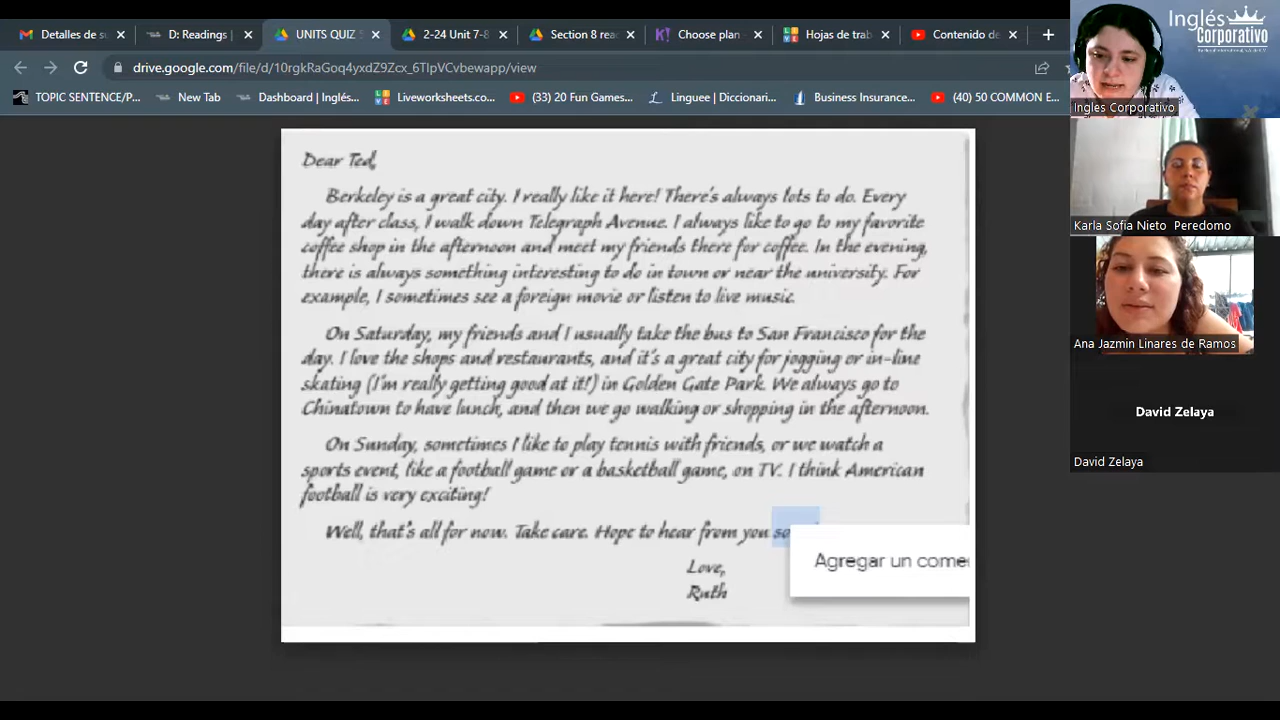 Detalles de su
D: Readings |
UNITS QUIZ
2-24 Unit 7-8
Section 8 rea
Choose plan -
Hojas de trab
Contenido de
drive.google.com/file/d/10rgkRaGoq4yxdZ9Zcx_6TlpVCvbewapp/view
TOPIC SENTENCE/P...
New Tab
Dashboard | Inglés...
Liveworksheets.co...
(33) 20 Fun Games...
Linguee | Diccionari...
Business Insurance...
(40) 50 COMMON E...
Dear Ted,
Berkeley is a great city. I really like it here! There's always lots to do. Every
day after class, I walk down Telegraph Avenue. I always like to go to my favorite
coffee shop in the afternoon and meet my friends there for coffee. In the evening,
there is always something interesting to do in town or near the university. For
example, I sometimes see a foreign movie or listen to live music.
On Saturday, my friends and I usually take the bus to San Francisco for the
day. I love the shops and restaurants, and it's a great city for jogging or in-line
skating (I'm really getting good at it!) in Golden Gate Park. We always go to
Chinatown to have lunch, and then we go walking or shopping in the afternoon.
On Sunday, sometimes I like to play tennis with friends, or we watch a
sports event, like a football game or a basketball game, on TV. I think American
football is very exciting!
Well, that's all for now. Take care. Hope to hear from you so
Agregar un come
Love,
Ruth
Inglés
Corporativo
Ingles Corporativo
Karla Sofía Nieto Peredomo
Ana Jazmin Linares de Ramos
David Zelaya
David Zelaya